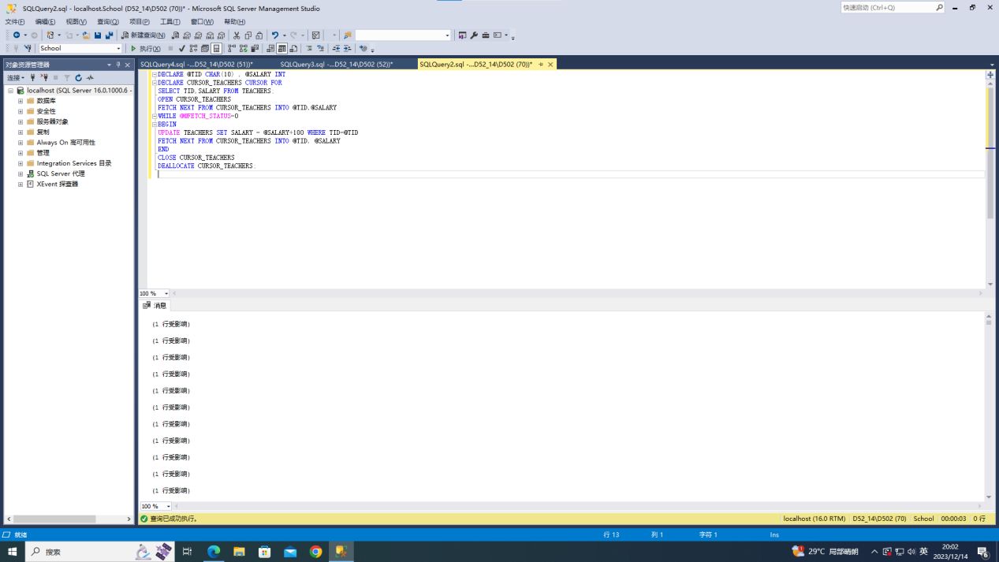 SQLQuery2.sql - localhost.School (D52_14\D502 (70))* - Microsoft SQL Server Management Studio
快速启动 (Ctrl+Q)
文件(F) 编辑(E) 视图(V) 查询(Q) 项目(P) 工具(T) 窗口(W) 帮助(H)
新建查询(N)
School 执行(X)
对象资源管理器
连接
localhost (SQL Server 16.0.1000.6 -
数据库
安全性
服务器对象
复制
Always On 高可用性
管理
Integration Services 目录
SQL Server 代理
XEvent 探查器
SQLQuery4.sql -...D52_14\D502 (51))* SQLQuery3.sql -...D52_14\D502 (52))* SQLQuery2.sql -...D52_14\D502 (70))*
DECLARE @TID CHAR(10) , @SALARY INT
DECLARE CURSOR_TEACHERS CURSOR FOR
SELECT TID,SALARY FROM TEACHERS;
OPEN CURSOR_TEACHERS
FETCH NEXT FROM CURSOR_TEACHERS INTO @TID,@SALARY
WHILE @@FETCH_STATUS=0
BEGIN
UPDATE TEACHERS SET SALARY = @SALARY+100 WHERE TID=@TID
FETCH NEXT FROM CURSOR_TEACHERS INTO @TID, @SALARY
END
CLOSE CURSOR_TEACHERS
DEALLOCATE CURSOR_TEACHERS;
100 %
消息
(1 行受影响)
(1 行受影响)
(1 行受影响)
(1 行受影响)
(1 行受影响)
(1 行受影响)
(1 行受影响)
(1 行受影响)
(1 行受影响)
(1 行受影响)
(1 行受影响)
100 %
查询已成功执行。 localhost (16.0 RTM) D52_14\D502 (70) School 00:00:03 0 行
就绪 行 13 列 1 字符 1 Ins
搜索 29°C 局部晴朗 英 20:02
2023/12/14 6